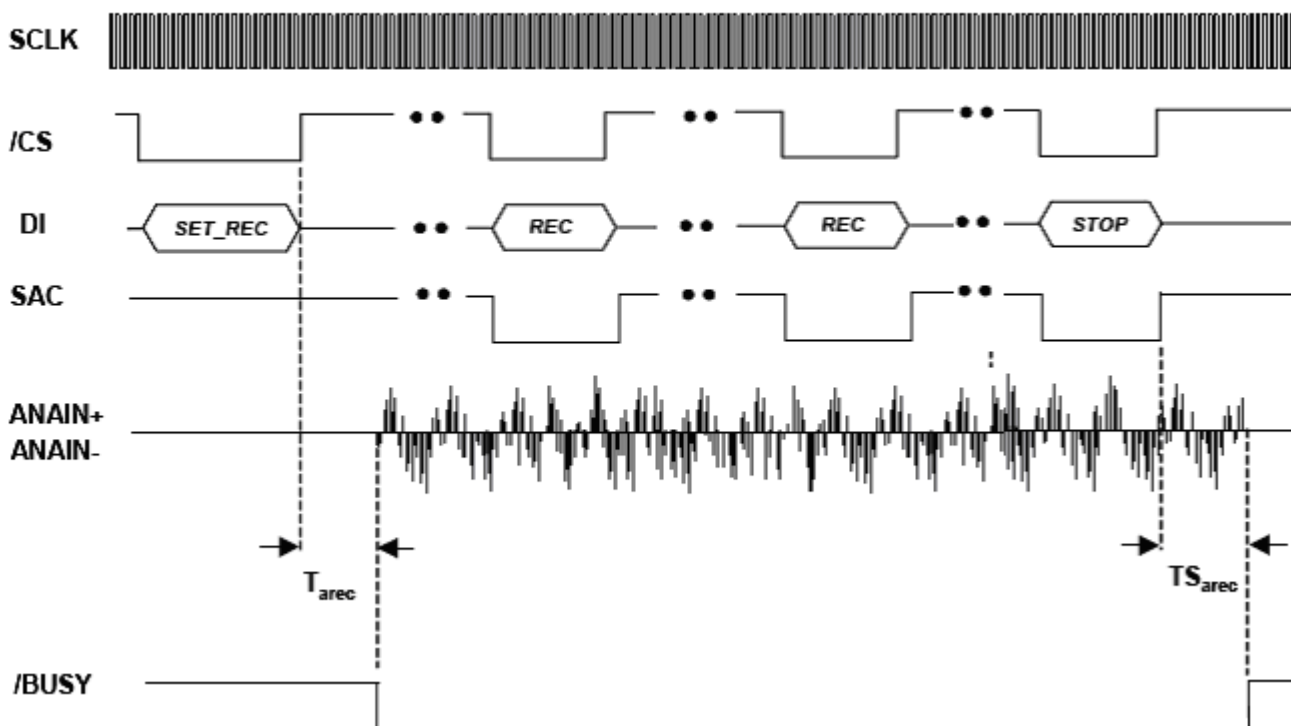 SCLK
/CS
DI
SET_REC
REC
REC
STOP
SAC
ANAIN+
ANAIN-
Tarec
TSarec
/BUSY